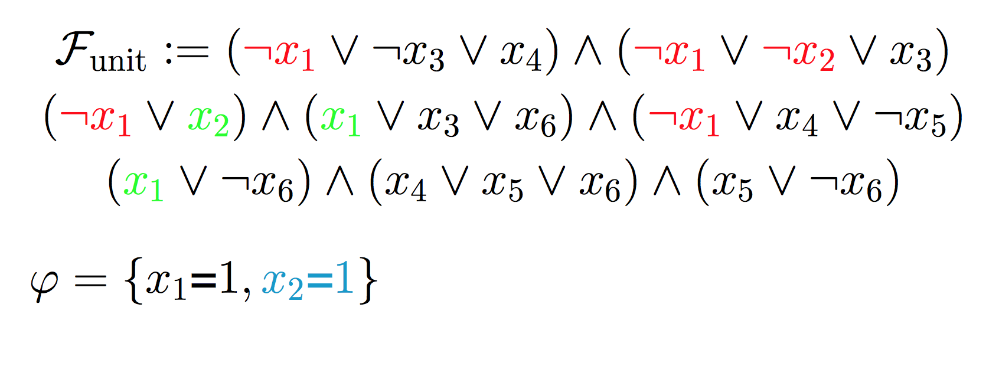 ℱunit := (¬x₁ ∨ ¬x₃ ∨ x₄) ∧ (¬x₁ ∨ ¬x₂ ∨ x₃)
(¬x₁ ∨ x₂) ∧ (x₁ ∨ x₃ ∨ x₆) ∧ (¬x₁ ∨ x₄ ∨ ¬x₅)
(x₁ ∨ ¬x₆) ∧ (x₄ ∨ x₅ ∨ x₆) ∧ (x₅ ∨ ¬x₆)
φ = {x₁=1, x₂=1}